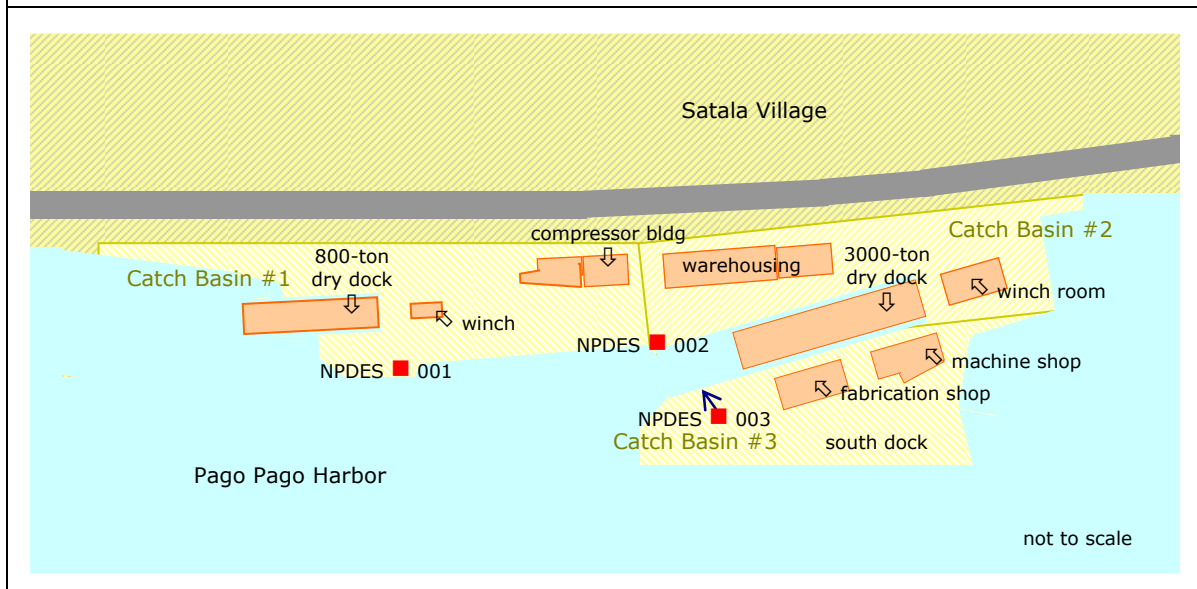 Satala Village
Catch Basin #2
compressor bldg
800-ton
dry dock
3000-ton
dry dock
Catch Basin #1
warehousing
winch room
winch
NPDES 002
machine shop
NPDES 001
fabrication shop
NPDES 003
Catch Basin #3
south dock
Pago Pago Harbor
not to scale